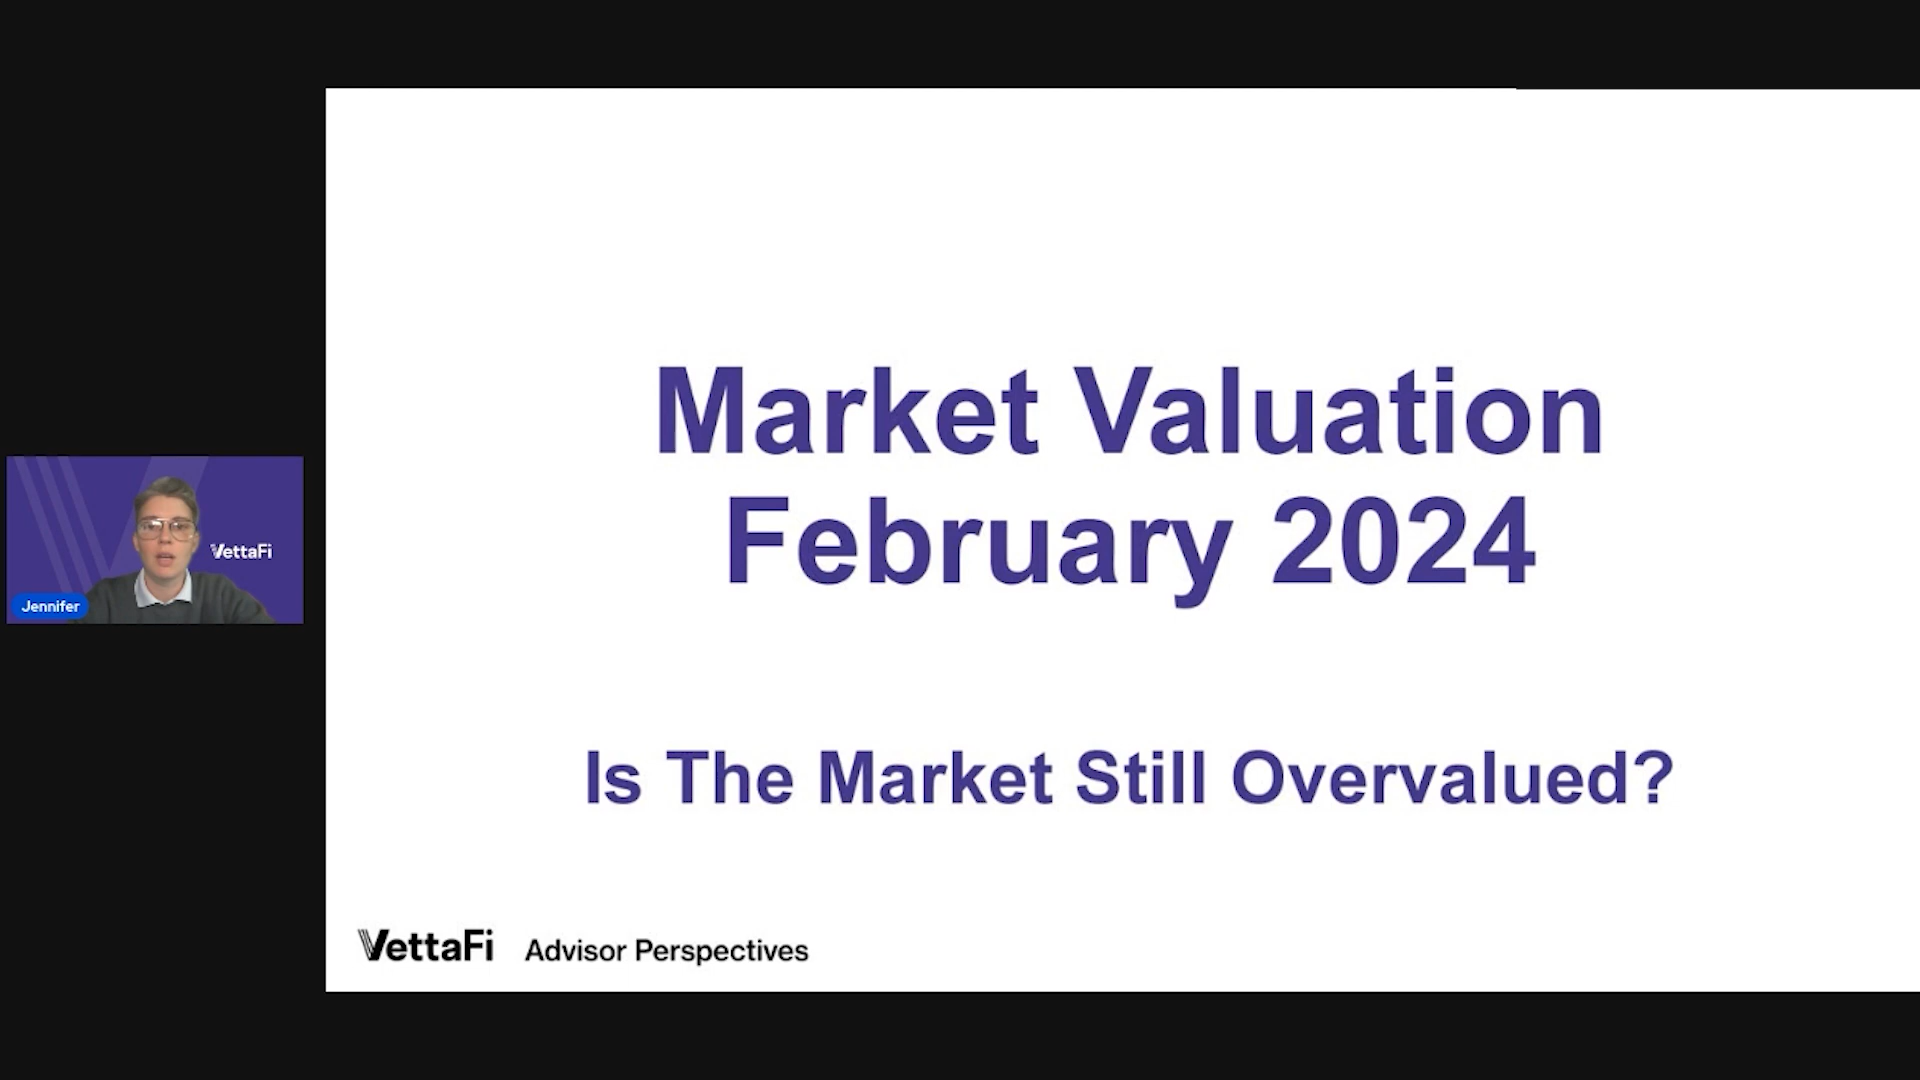 Market Valuation
February 2024
Is The Market Still Overvalued?
VettaFi
Jennifer
VettaFi Advisor Perspectives